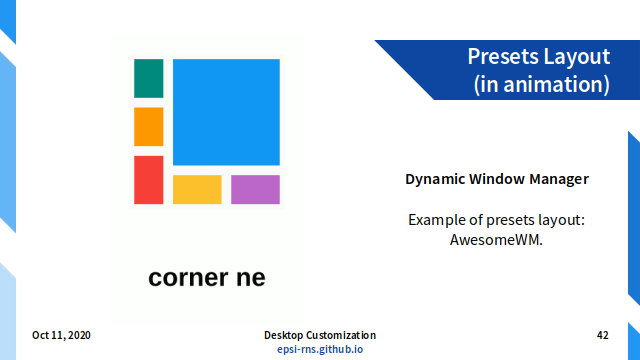 Presets Layout
(in animation)
Dynamic Window Manager
Example of presets layout:
AwesomeWM.
corner ne
Oct 11, 2020
Desktop Customization
epsi-rns.github.io
42